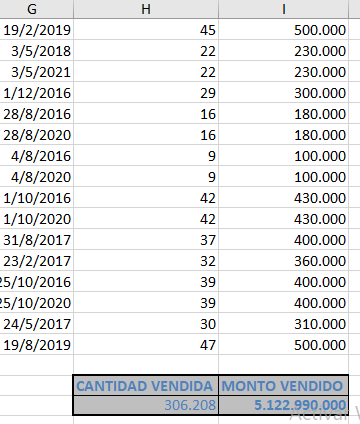 G H I
19/2/2019 45 500.000
3/5/2018 22 230.000
3/5/2021 22 230.000
1/12/2016 29 300.000
28/8/2016 16 180.000
28/8/2020 16 180.000
4/8/2016 9 100.000
4/8/2020 9 100.000
1/10/2016 42 430.000
1/10/2020 42 430.000
31/8/2017 37 400.000
23/2/2017 32 360.000
25/10/2016 39 400.000
25/10/2020 39 400.000
24/5/2017 30 310.000
19/8/2019 47 500.000
CANTIDAD VENDIDA MONTO VENDIDO
306.208 5.122.990.000